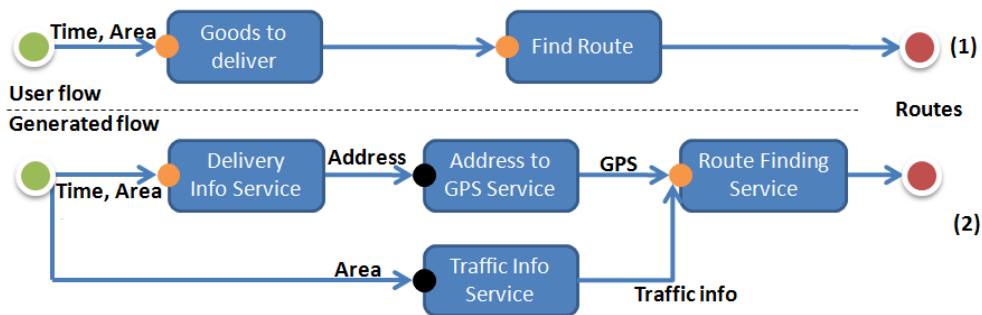 Time, Area
Goods to
deliver
Find Route
(1)
User flow
Routes
Generated flow
Delivery
Info Service
Address
Address to
GPS Service
GPS
Route Finding
Service
Time, Area
(2)
Area
Traffic Info
Service
Traffic info